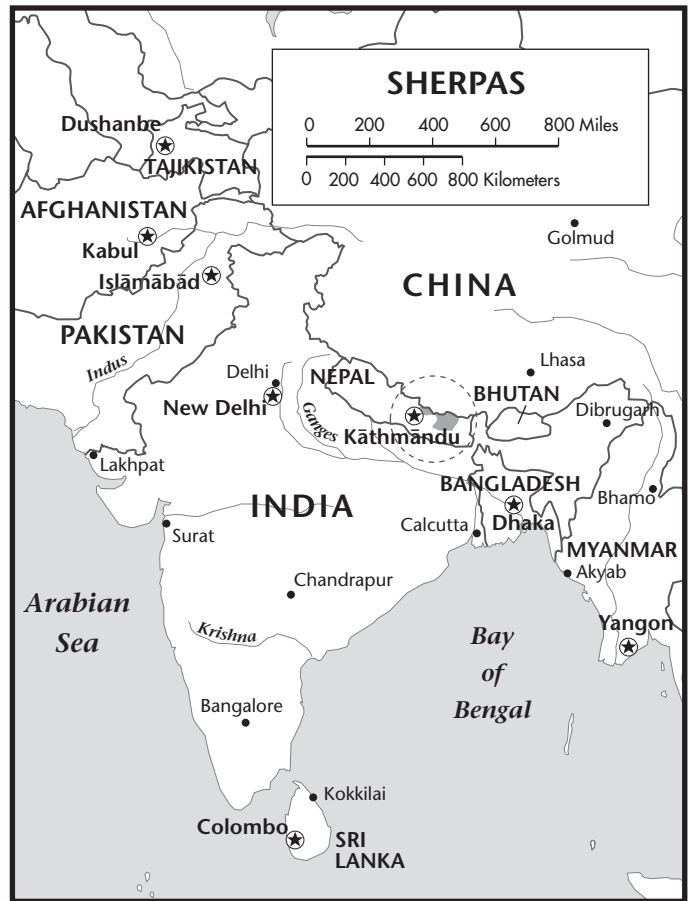 SHERPAS
0 200 400 600 800 Miles
0 200 400 600 800 Kilometers
Dushanbe
TAJIKISTAN
AFGHANISTAN
Kabul
Golmud
Islāmābād
CHINA
PAKISTAN
Indus
Delhi
NEPAL
Lhasa
New Delhi
BHUTAN
Ganges
Dibrugarh
Kāthmāndu
Lakhpat
BANGLADESH
Bhamo
INDIA
Calcutta
Dhaka
Surat
MYANMAR
Chandrapur
Akyab
Arabian
Sea
Krishna
Yangon
Bay
of
Bengal
Bangalore
Kokkilai
Colombo
SRI
LANKA